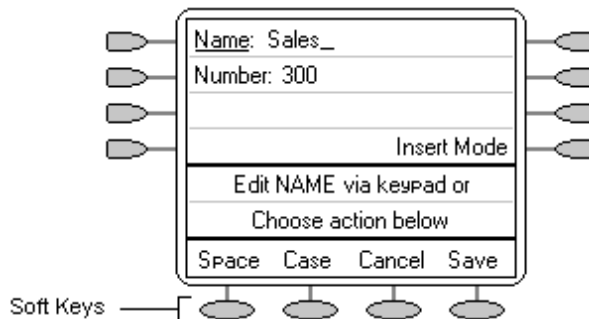 Name: Sales_
Number: 300
Insert Mode
Edit NAME via keypad or
Choose action below
Space Case Cancel Save
Soft Keys